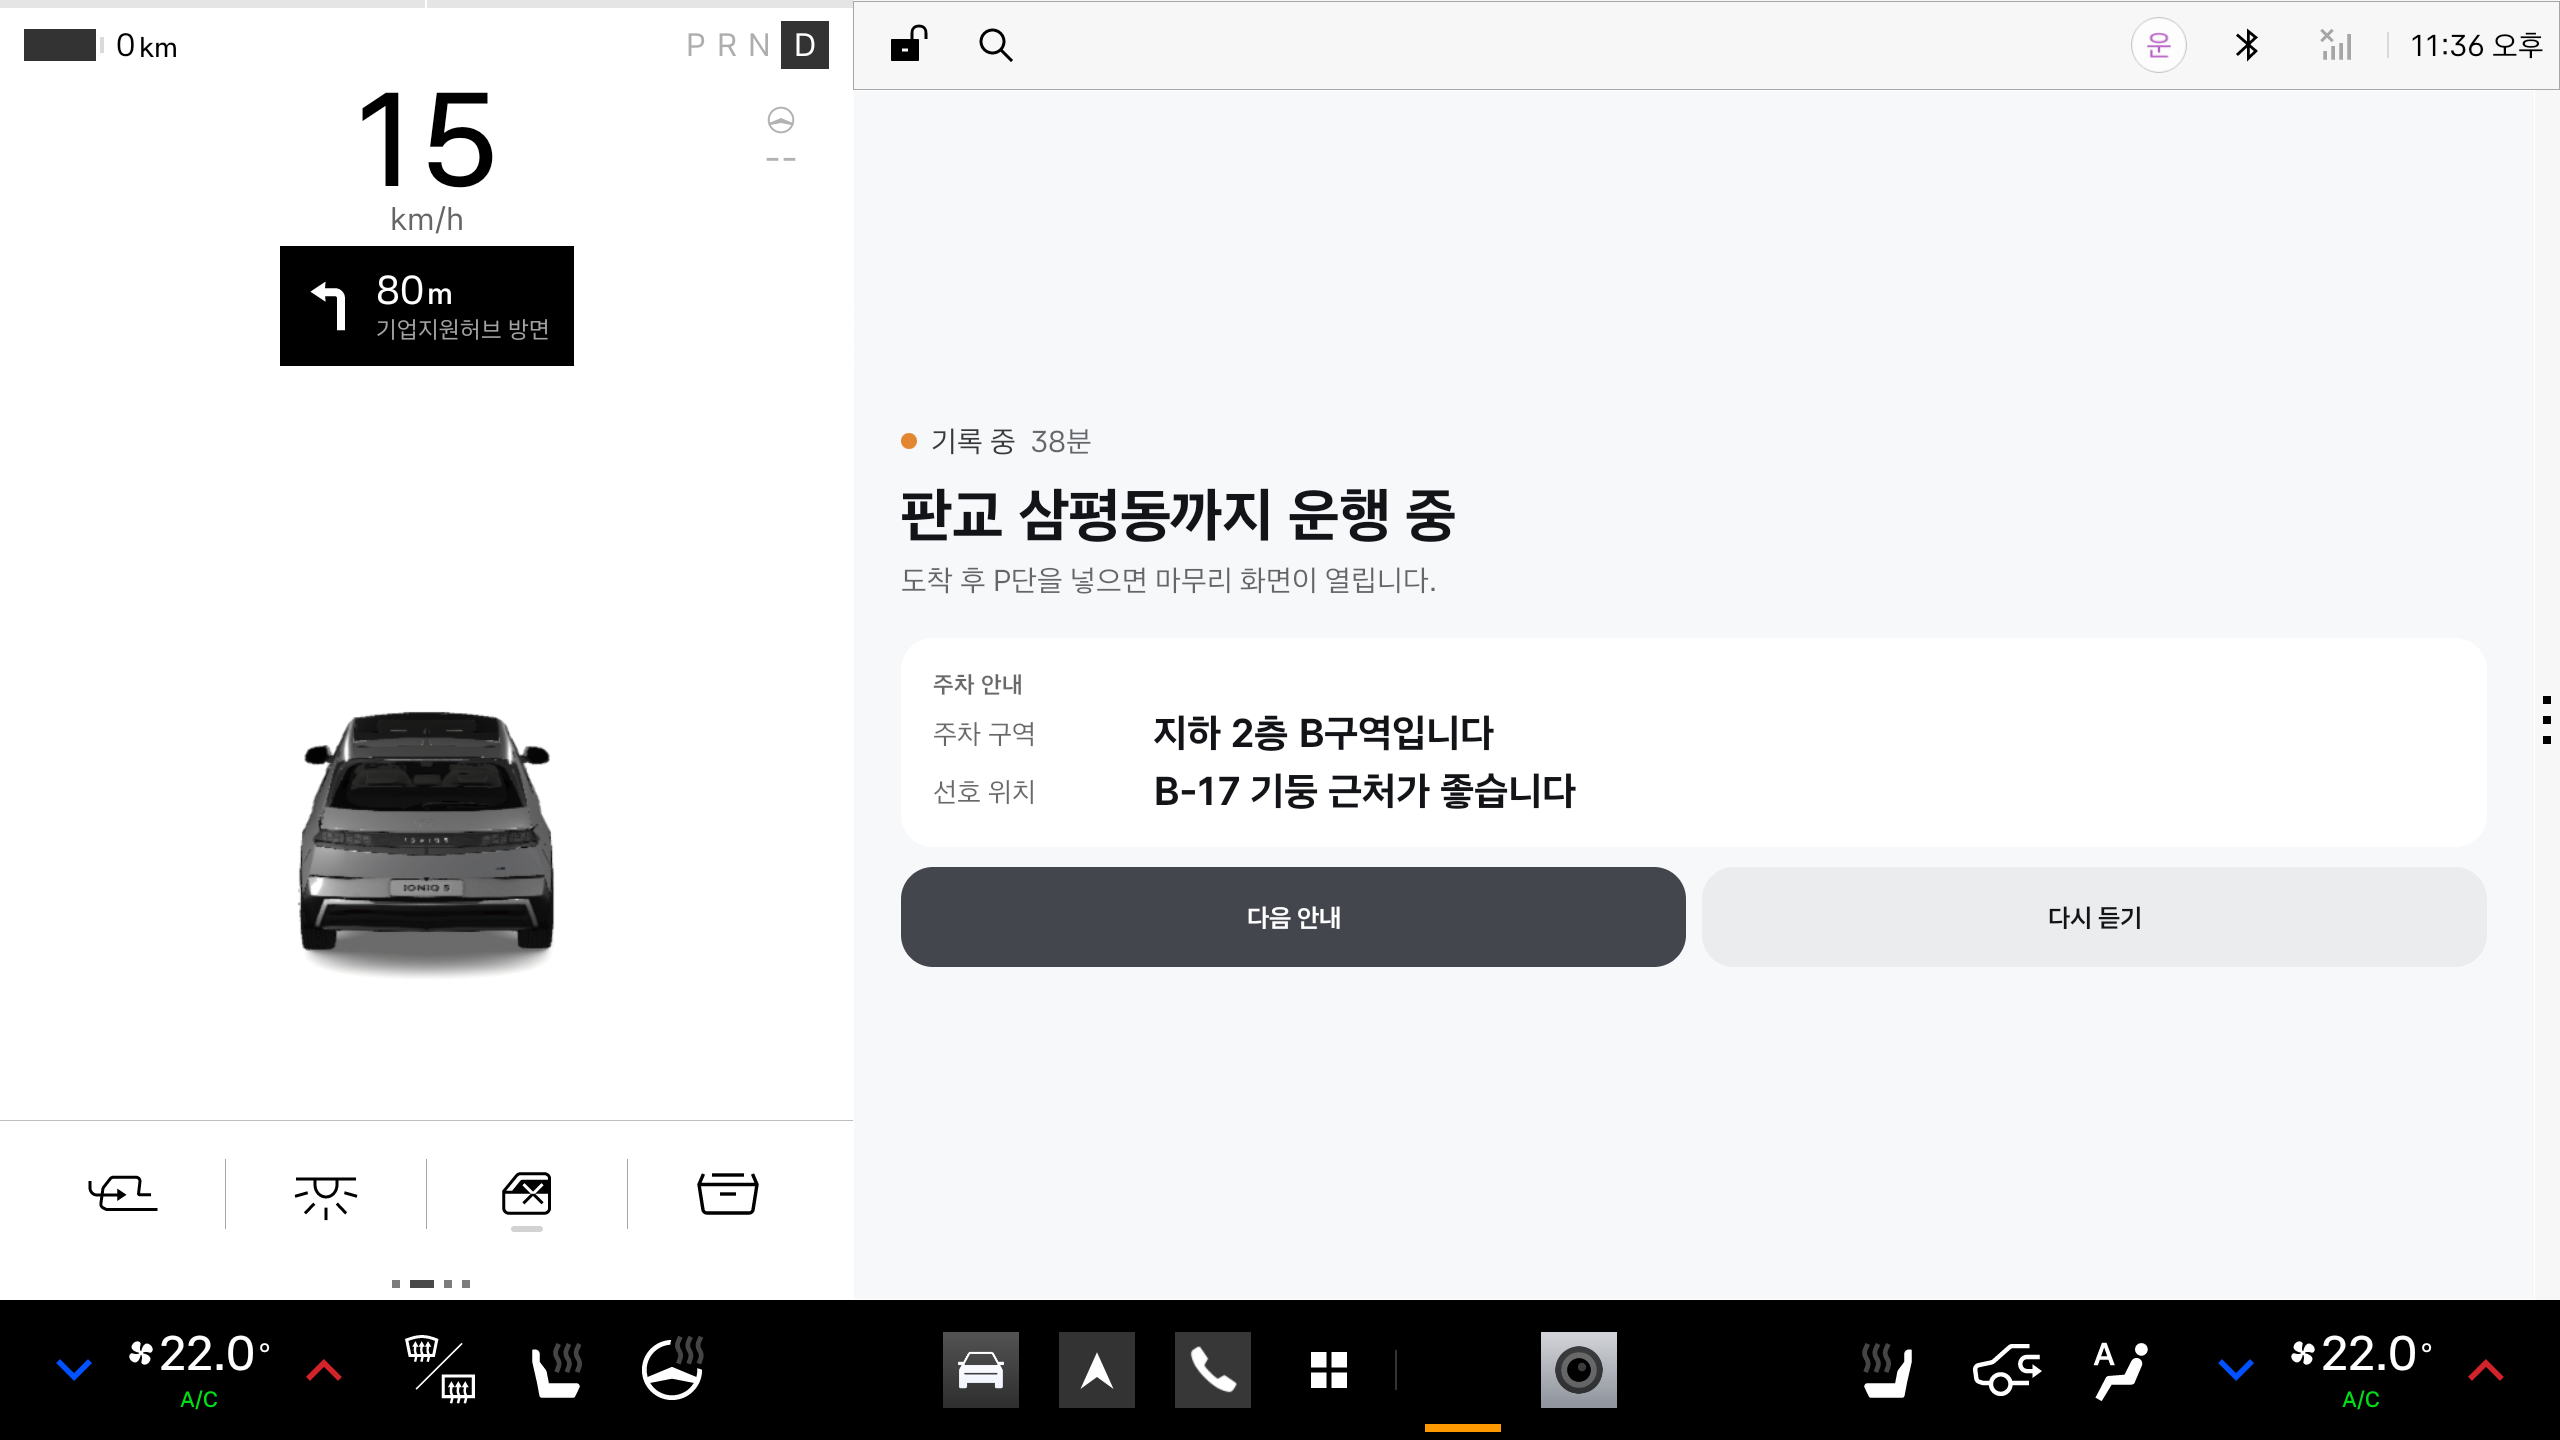 0 km
P R N D
15
km/h
80 m
기업지원허브 방면
--
IONIQ 5
운
11:36 오후
기록 중 38분
판교 삼평동까지 운행 중
도착 후 P단을 넣으면 마무리 화면이 열립니다.
주차 안내
주차 구역 지하 2층 B구역입니다
선호 위치 B-17 기둥 근처가 좋습니다
다음 안내
다시 듣기
22.0°
A/C
A
22.0°
A/C